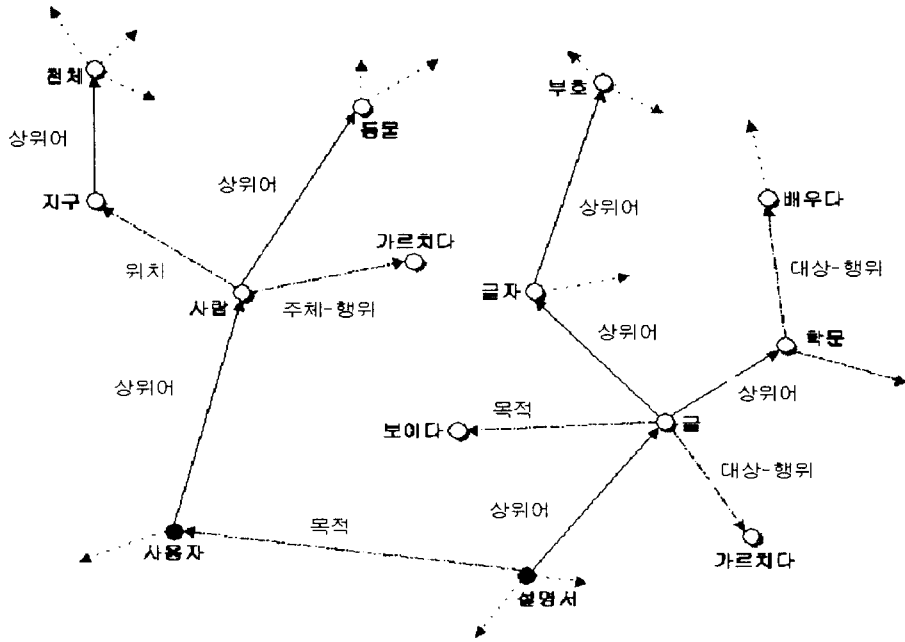 천체
부호
동물
상위어
지구
상위어
배우다
상위어
가르치다
위치
대상-행위
글자
사람
주체-행위
상위어
학문
상위어
상위어
목적
글
보이다
대상-행위
상위어
목적
사용자
가르치다
설명서